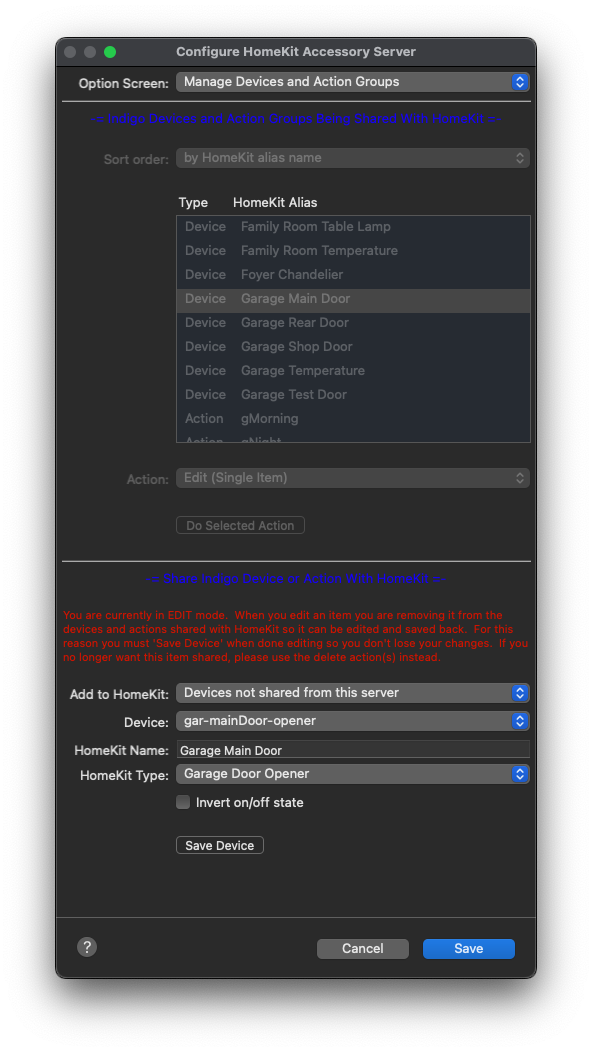 Configure HomeKit Accessory Server
Option Screen: Manage Devices and Action Groups
-= Indigo Devices and Action Groups Being Shared With HomeKit =-
Sort order: by HomeKit alias name
Type HomeKit Alias
Device Family Room Table Lamp
Device Family Room Temperature
Device Foyer Chandelier
Device Garage Main Door
Device Garage Rear Door
Device Garage Shop Door
Device Garage Temperature
Device Garage Test Door
Action gMorning
Action gNight
Action: Edit (Single Item)
Do Selected Action
-= Share Indigo Device or Action With HomeKit =-
You are currently in EDIT mode. When you edit an item you are removing it from the
devices and actions shared with HomeKit so it can be edited and saved back. For this
reason you must 'Save Device' when done editing so you don't lose your changes. If you
no longer want this item shared, please use the delete action(s) instead.
Add to HomeKit: Devices not shared from this server
Device: gar-mainDoor-opener
HomeKit Name: Garage Main Door
HomeKit Type: Garage Door Opener
Invert on/off state
Save Device
? Cancel Save